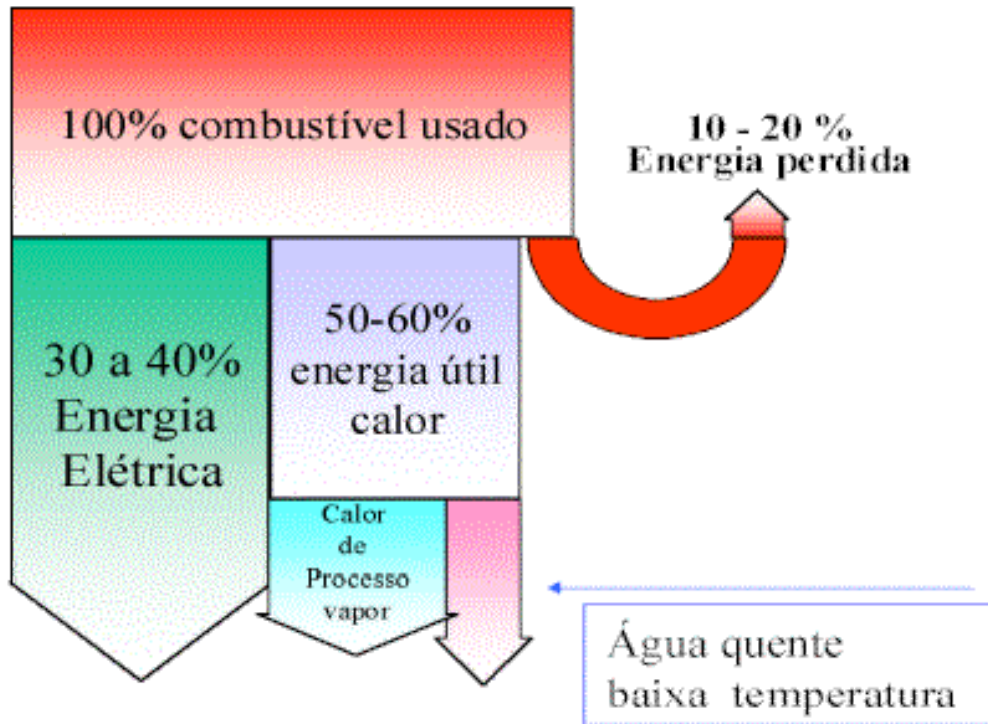 100% combustível usado
10 - 20 %
Energia perdida
30 a 40%
Energia
Elétrica
50-60%
energia útil
calor
Calor
de
Processo
vapor
Água quente
baixa temperatura